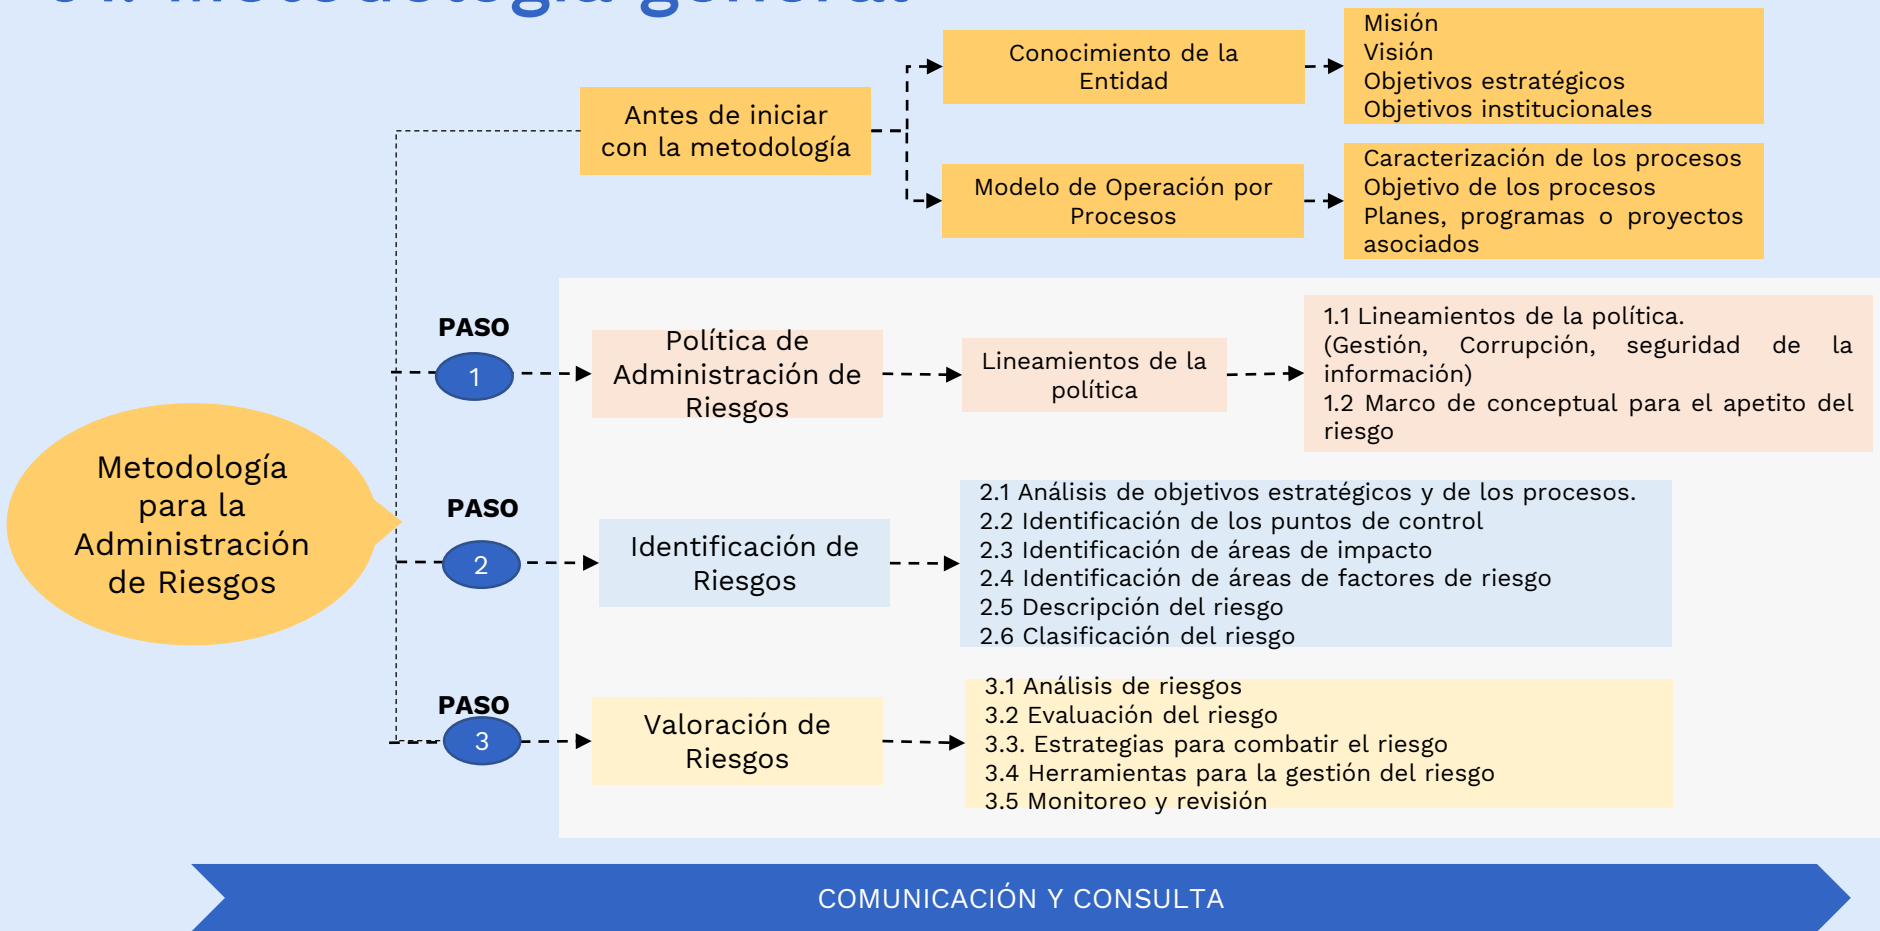 01. Metodología general
Conocimiento de la
Entidad
Misión
Visión
Objetivos estratégicos
Objetivos institucionales
Antes de iniciar
con la metodología
Modelo de Operación por
Procesos
Caracterización de los procesos
Objetivo de los procesos
Planes, programas o proyectos
asociados
PASO
1
Política de
Administración de
Riesgos
Lineamientos de la
política
1.1 Lineamientos de la política.
(Gestión, Corrupción, seguridad de la
información)
1.2 Marco de conceptual para el apetito del
riesgo
Metodología
para la
Administración
de Riesgos
PASO
2
Identificación de
Riesgos
2.1 Análisis de objetivos estratégicos y de los procesos.
2.2 Identificación de los puntos de control
2.3 Identificación de áreas de impacto
2.4 Identificación de áreas de factores de riesgo
2.5 Descripción del riesgo
2.6 Clasificación del riesgo
PASO
3
Valoración de
Riesgos
3.1 Análisis de riesgos
3.2 Evaluación del riesgo
3.3. Estrategias para combatir el riesgo
3.4 Herramientas para la gestión del riesgo
3.5 Monitoreo y revisión
COMUNICACIÓN Y CONSULTA